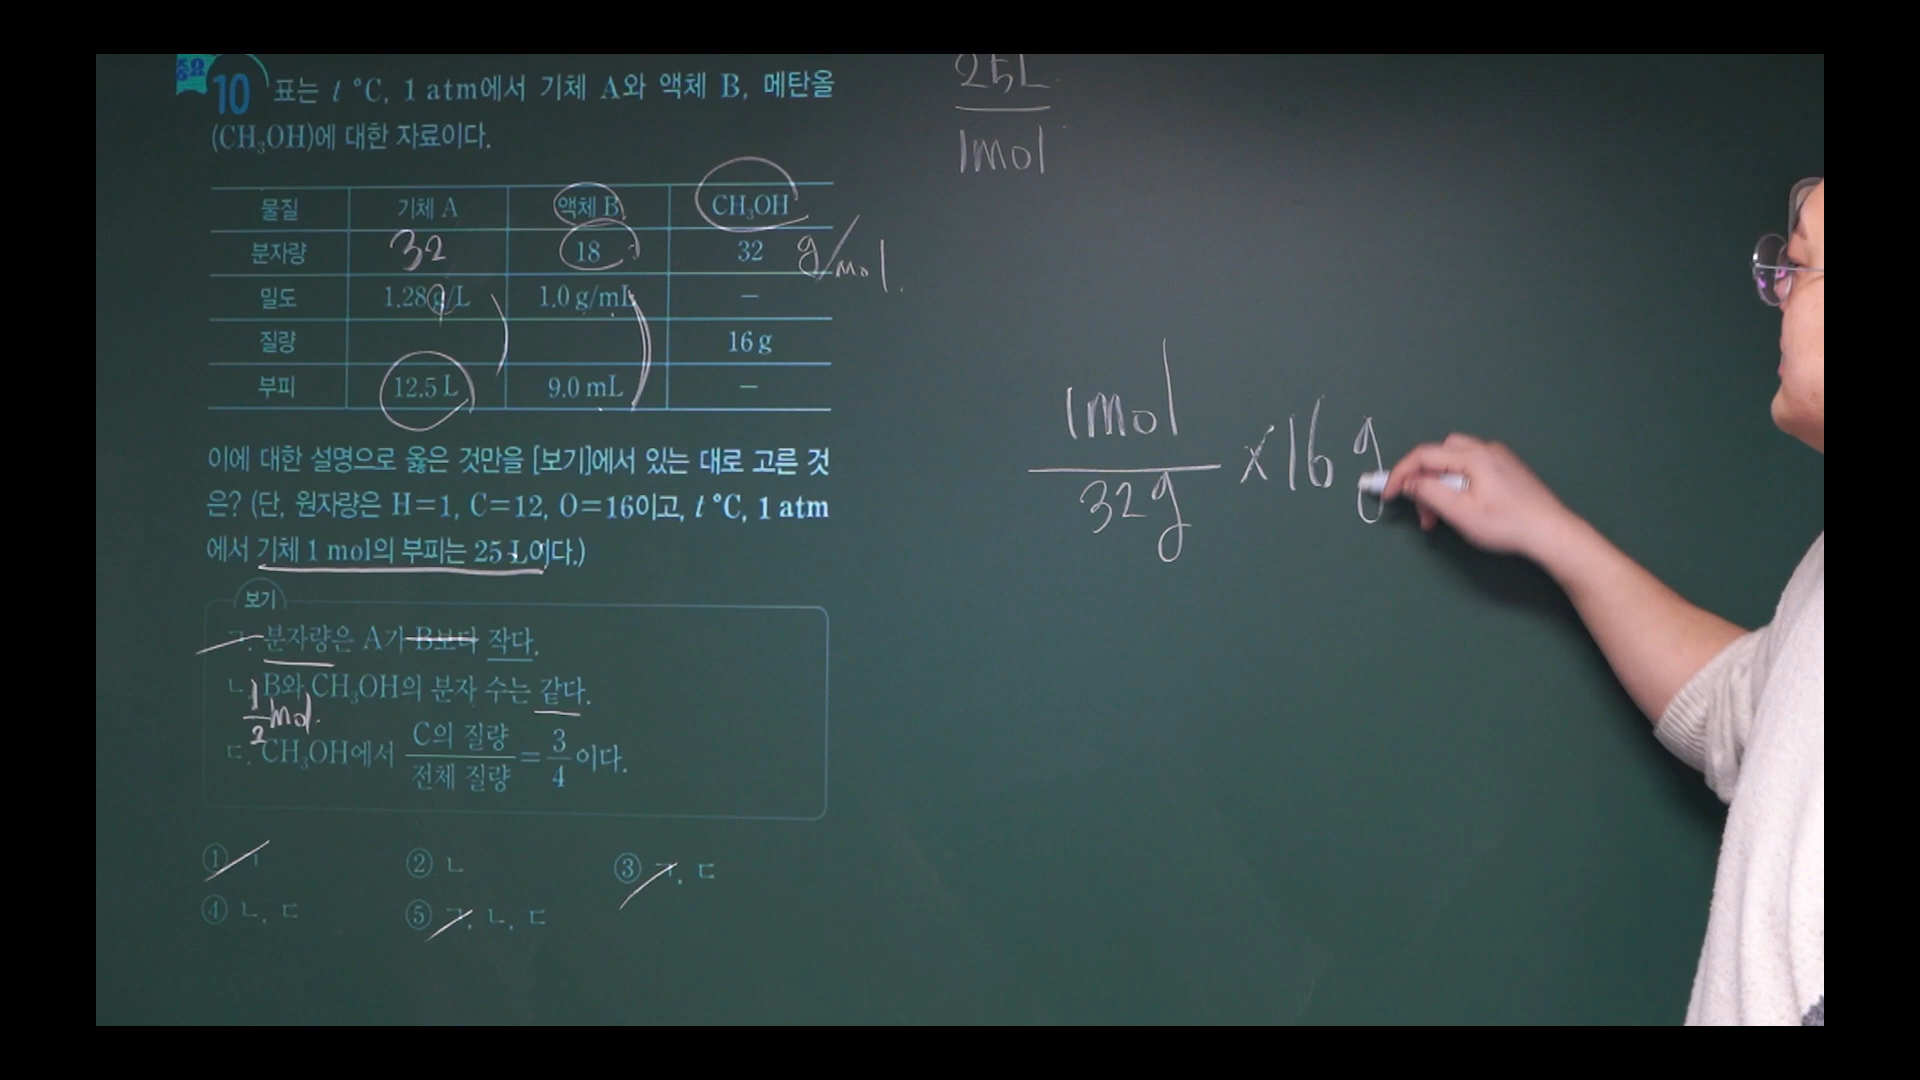 중요
10 표는 t °C, 1 atm에서 기체 A와 액체 B, 메탄올
(CH₃OH)에 대한 자료이다.
물질 기체 A 액체 B CH₃OH
분자량 32 18 32 g/mol
밀도 1.28 g/L 1.0 g/mL −
질량 16 g
부피 12.5 L 9.0 mL −
이에 대한 설명으로 옳은 것만을 [보기]에서 있는 대로 고른 것
은? (단, 원자량은 H=1, C=12, O=16이고, t °C, 1 atm
에서 기체 1 mol의 부피는 25 L이다.)
보기
ㄱ. 분자량은 A가 B보다 작다.
ㄴ. B와 CH₃OH의 분자 수는 같다.
1/2 mol.
ㄷ. CH₃OH에서 C의 질량/전체 질량 = 3/4 이다.
① ㄱ ② ㄴ ③ ㄱ, ㄷ
④ ㄴ, ㄷ ⑤ ㄱ, ㄴ, ㄷ
25L
1mol
1mol
32g
×16g